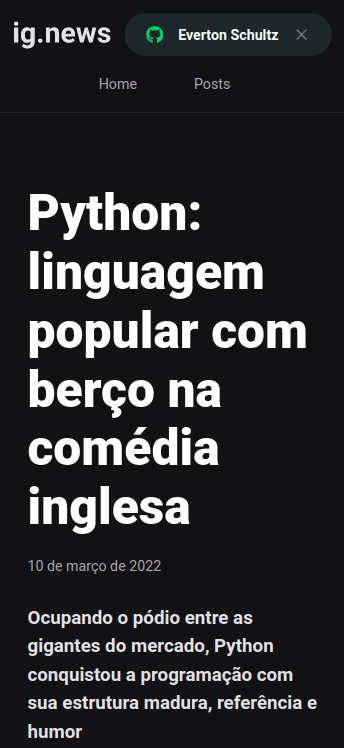 ig.news
Everton Schultz
Home Posts
Python:
linguagem
popular com
berço na
comédia
inglesa
10 de março de 2022
Ocupando o pódio entre as
gigantes do mercado, Python
conquistou a programação com
sua estrutura madura, referência e
humor